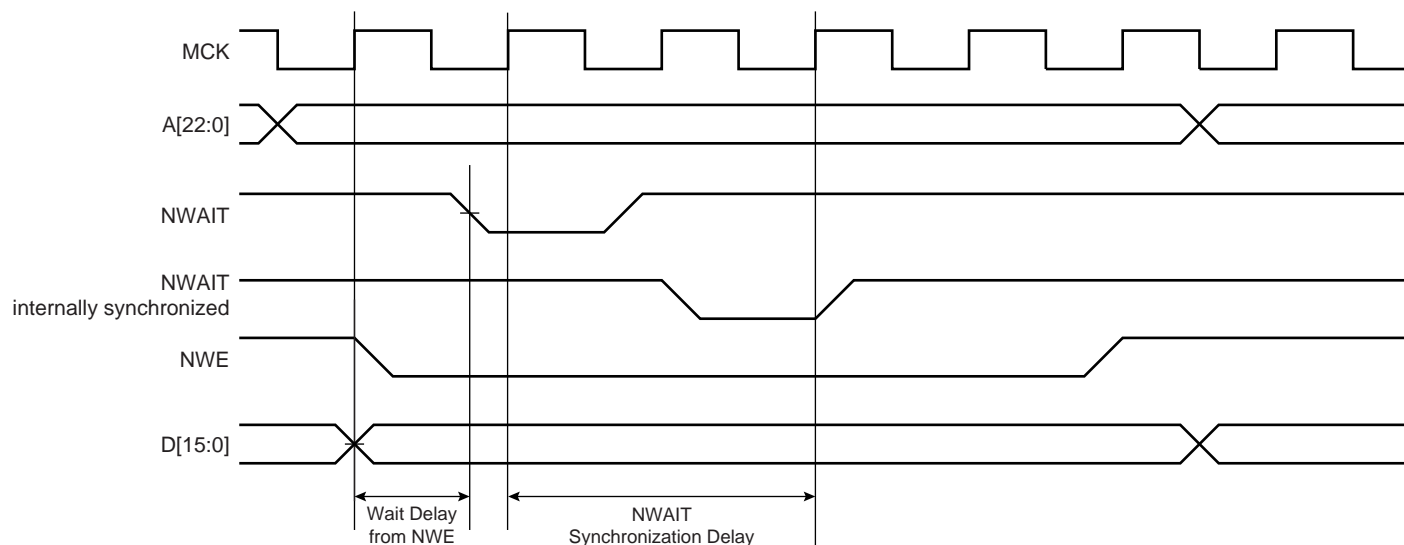 MCK
A[22:0]
NWAIT
NWAIT
internally synchronized
NWE
D[15:0]
Wait Delay
from NWE
NWAIT
Synchronization Delay